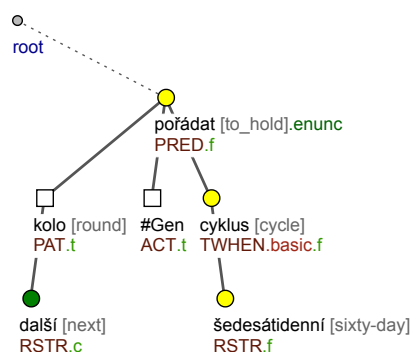 root
pořádat [to_hold].enunc
PRED.f
kolo [round] #Gen cyklus [cycle]
PAT.t ACT.t TWHEN.basic.f
další [next] šedesátidenní [sixty-day]
RSTR.c RSTR.f